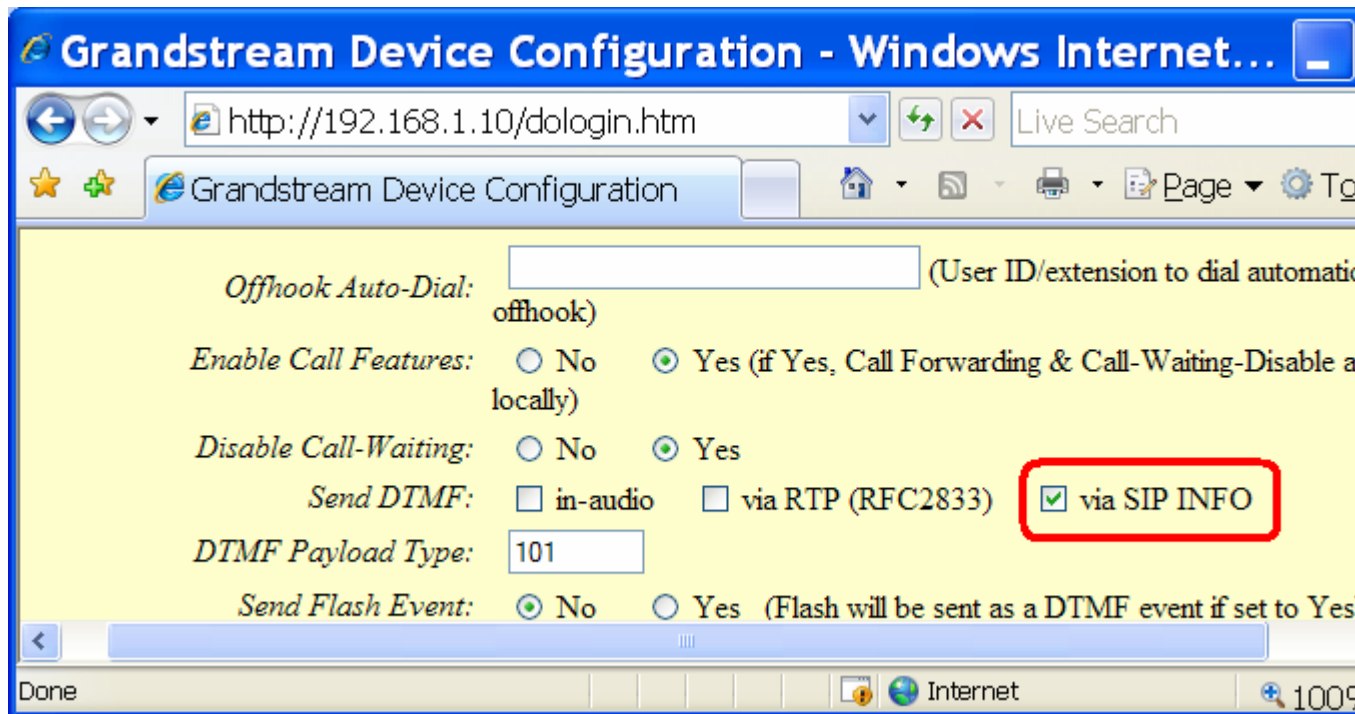 Grandstream Device Configuration - Windows Internet...
http://192.168.1.10/dologin.htm
Live Search
Grandstream Device Configuration
Page
Offhook Auto-Dial: (User ID/extension to dial
offhook)
Enable Call Features: No Yes (if Yes, Call Forwarding & Call-Waiting-Disable
locally)
Disable Call-Waiting: No Yes
Send DTMF: in-audio via RTP (RFC2833) via SIP INFO
DTMF Payload Type: 101
Send Flash Event: No Yes (Flash will be sent as a DTMF event if set to Yes
Done Internet 100%